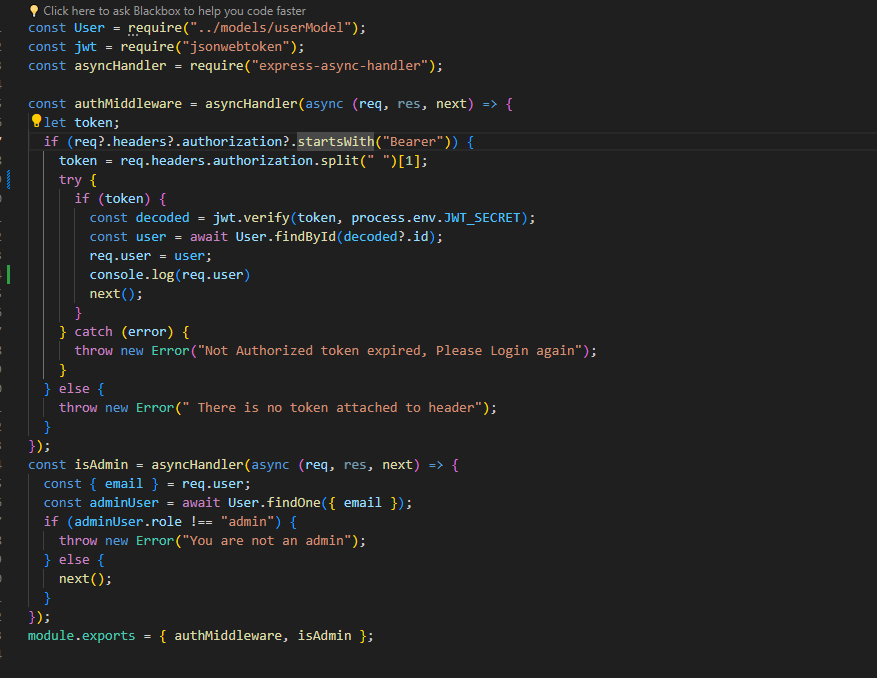 Click here to ask Blackbox to help you code faster
const User = require("../models/userModel");
const jwt = require("jsonwebtoken");
const asyncHandler = require("express-async-handler");
const authMiddleware = asyncHandler(async (req, res, next) => {
let token;
if (req?.headers?.authorization?.startsWith("Bearer")) {
token = req.headers.authorization.split(" ")[1];
try {
if (token) {
const decoded = jwt.verify(token, process.env.JWT_SECRET);
const user = await User.findById(decoded?.id);
req.user = user;
console.log(req.user)
next();
}
} catch (error) {
throw new Error("Not Authorized token expired, Please Login again");
}
} else {
throw new Error(" There is no token attached to header");
}
});
const isAdmin = asyncHandler(async (req, res, next) => {
const { email } = req.user;
const adminUser = await User.findOne({ email });
if (adminUser.role !== "admin") {
throw new Error("You are not an admin");
} else {
next();
}
});
module.exports = { authMiddleware, isAdmin };